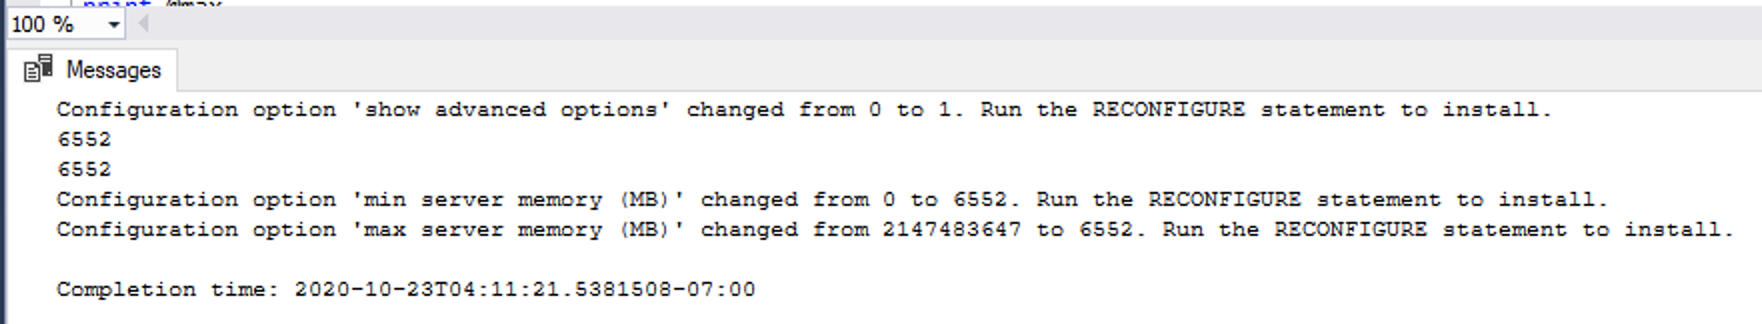 100 %
Messages
Configuration option 'show advanced options' changed from 0 to 1. Run the RECONFIGURE statement to install.
6552
6552
Configuration option 'min server memory (MB)' changed from 0 to 6552. Run the RECONFIGURE statement to install.
Configuration option 'max server memory (MB)' changed from 2147483647 to 6552. Run the RECONFIGURE statement to install.
Completion time: 2020-10-23T04:11:21.5381508-07:00